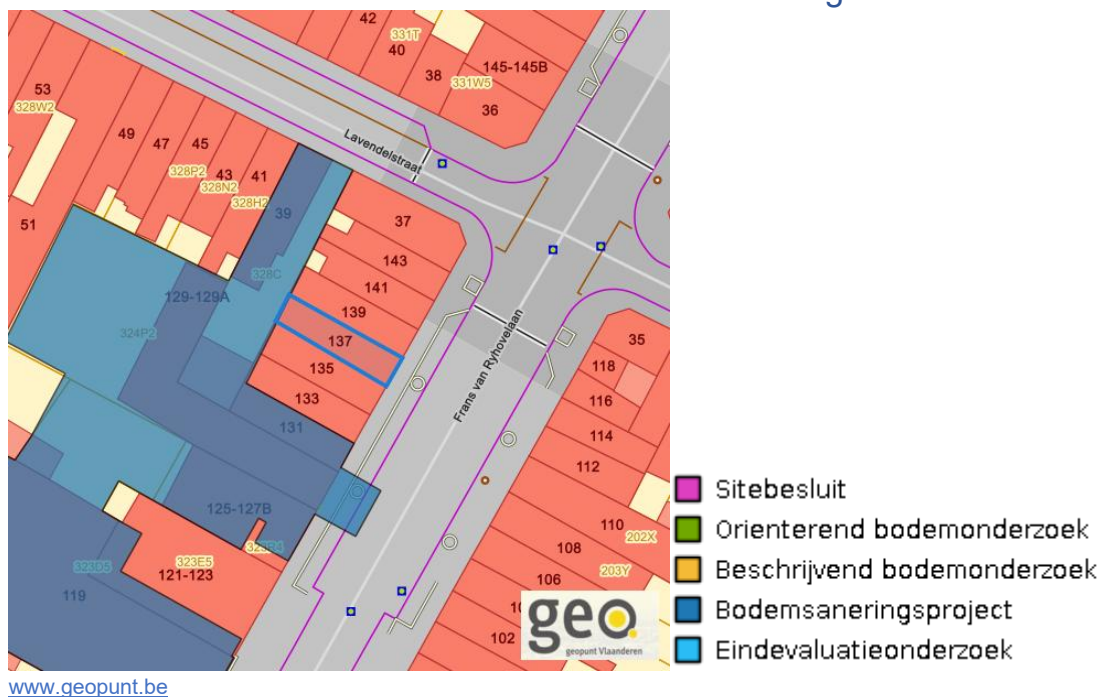 42
331T
40
38
331W5
145-145B
36
53
328W2
49
47
45
328P2
43
328N2
41
328H2
51
39
Lavendelstraat
37
143
328C
141
129-129A
139
324P2
137
135
133
131
Frans van Ryhovelaan
35
118
116
114
112
125-127B
110
202X
108
203Y
106
102
323D5
323E5
121-123
119
geo.
geopunt Vlaanderen
Sitebesluit
Orienterend bodemonderzoek
Beschrijvend bodemonderzoek
Bodemsaneringsproject
Eindevaluatieonderzoek
www.geopunt.be